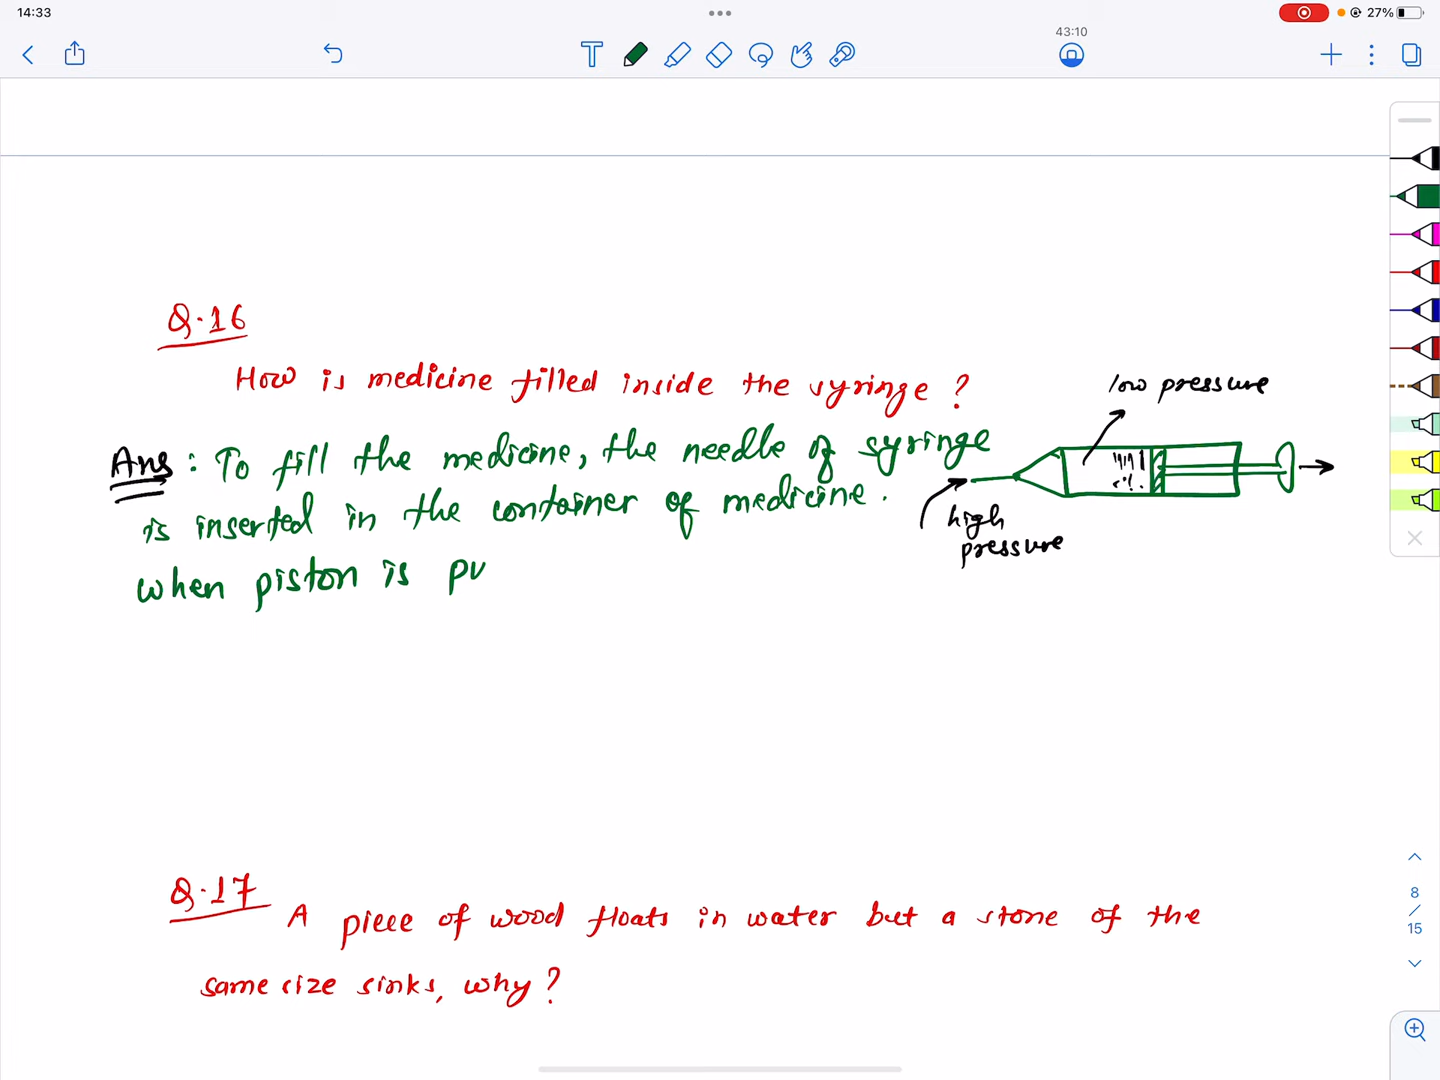 14:33
27%
43:10
Q.16
How is medicine filled inside the syringe?
low pressure
Ans: To fill the medicine, the needle of syringe
is inserted in the container of medicine.
high
pressure
when piston is pu
8
/
15
Q.17
A piece of wood floats in water but a stone of the
same size sinks, why?